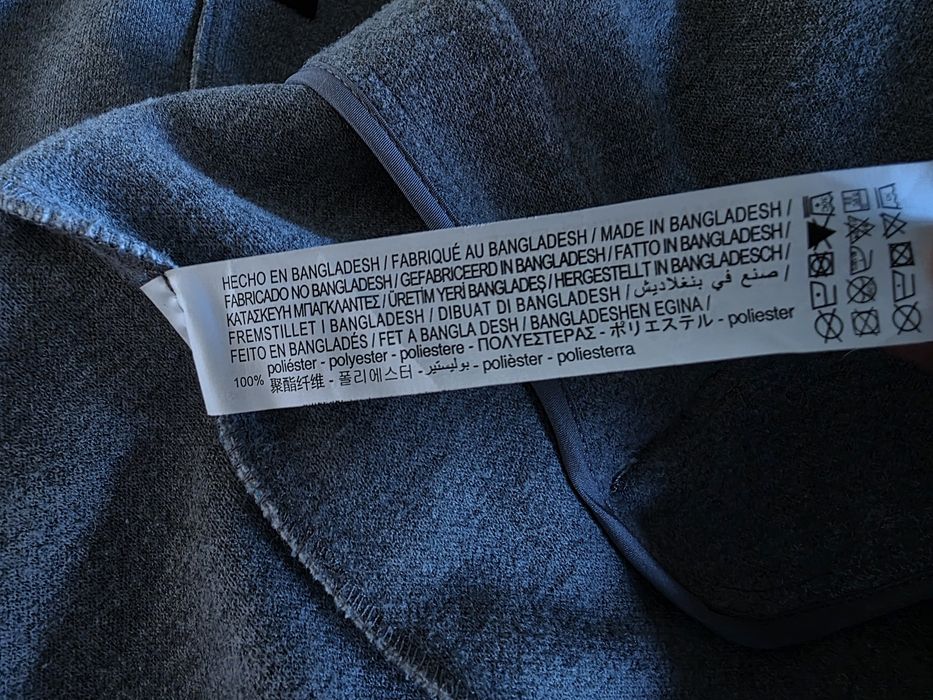 HECHO EN BANGLADESH / FABRIQUÉ AU BANGLADESH / MADE IN BANGLADESH /
FABRICADO NO BANGLADESH / GEFABRICEERD IN BANGLADESH / FATTO IN BANGLADESH /
ΚΑΤΑΣΚΕΥΗ ΜΠΑΓΚΛΑΝΤΕΣ / ÜRETİM YERİ BANGLADEŞ / HERGESTELLT IN BANGLADESCH /
FREMSTILLET I BANGLADESH / DIBUAT DI BANGLADESH / صنع في بنغلاديش /
FEITO EN BANGLADÉS / FET A BANGLA DESH / BANGLADESHEN EGINA /
poliéster - polyester - poliestere - ΠΟΛΥΕΣΤΕΡΑΣ - ポリエステル - poliester
100% 聚酯纤维 - 폴리에스터 - بوليستير - polièster - poliesterra